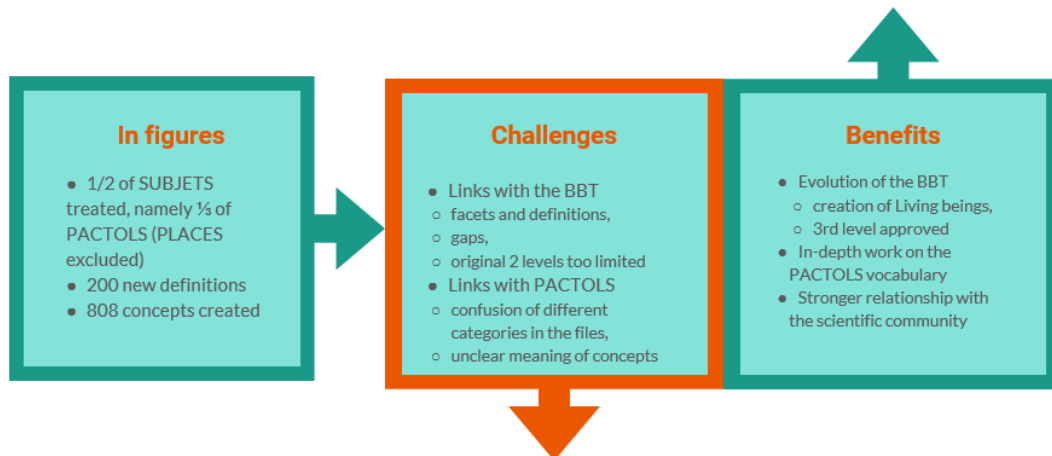 In figures
● 1/2 of SUBJETS
treated, namely ⅓ of
PACTOLS (PLACES
excluded)
● 200 new definitions
● 808 concepts created
Challenges
● Links with the BBT
○ facets and definitions,
○ gaps,
○ original 2 levels too limited
● Links with PACTOLS
○ confusion of different
categories in the files,
○ unclear meaning of concepts
Benefits
● Evolution of the BBT
○ creation of Living beings,
○ 3rd level approved
● In-depth work on the
PACTOLS vocabulary
● Stronger relationship with
the scientific community